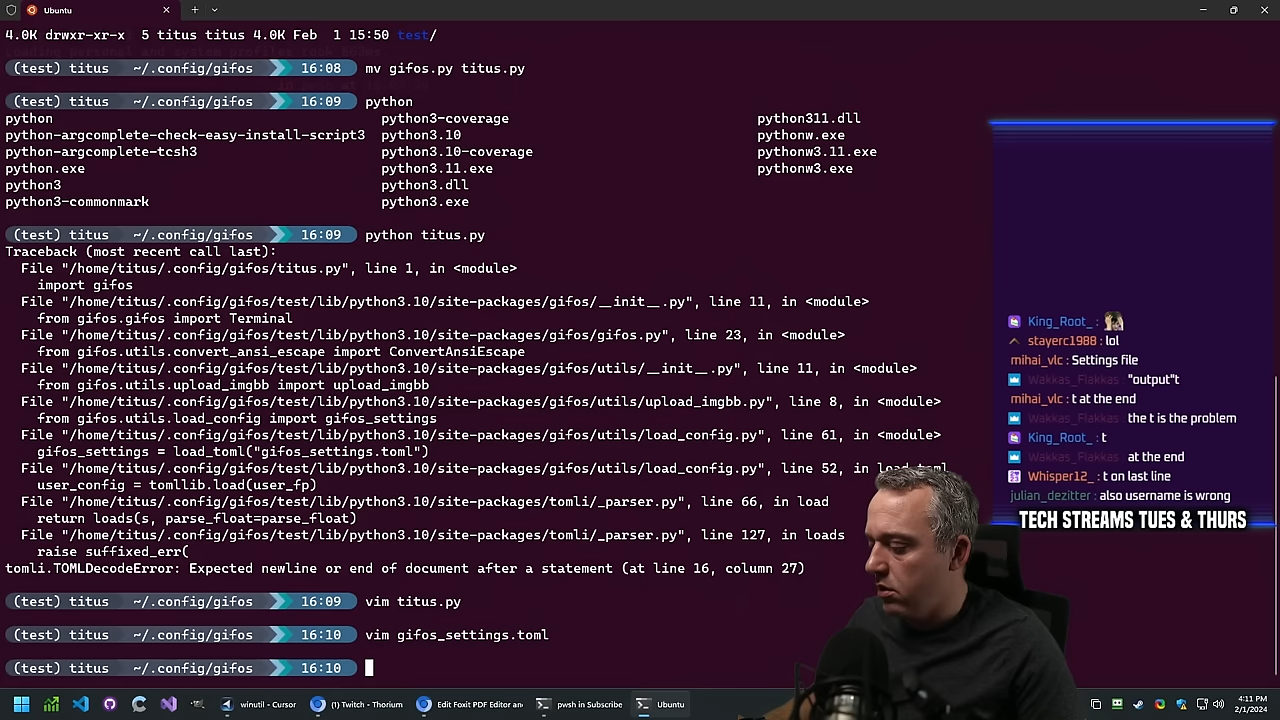 Ubuntu
4.0K drwxr-xr-x  5 titus titus 4.0K Feb  1 15:50 test/
(test) titus  ~/.config/gifos  16:08  mv gifos.py titus.py
(test) titus  ~/.config/gifos  16:09  python
python  python3-coverage  python311.dll
python-argcomplete-check-easy-install-script3  python3.10  pythonw.exe
python-argcomplete-tcsh3  python3.10-coverage  pythonw3.11.exe
python.exe  python3.11.exe  pythonw3.exe
python3  python3.dll
python3-commonmark  python3.exe
(test) titus  ~/.config/gifos  16:09  python titus.py
Traceback (most recent call last):
File "/home/titus/.config/gifos/titus.py", line 1, in <module>
import gifos
File "/home/titus/.config/gifos/test/lib/python3.10/site-packages/gifos/__init__.py", line 11, in <module>
from gifos.gifos import Terminal
File "/home/titus/.config/gifos/test/lib/python3.10/site-packages/gifos/gifos.py", line 23, in <module>
from gifos.utils.convert_ansi_escape import ConvertAnsiEscape
File "/home/titus/.config/gifos/test/lib/python3.10/site-packages/gifos/utils/__init__.py", line 11, in <module>
from gifos.utils.upload_imgbb import upload_imgbb
File "/home/titus/.config/gifos/test/lib/python3.10/site-packages/gifos/utils/upload_imgbb.py", line 8, in <module>
from gifos.utils.load_config import gifos_settings
File "/home/titus/.config/gifos/test/lib/python3.10/site-packages/gifos/utils/load_config.py", line 61, in <module>
gifos_settings = load_toml("gifos_settings.toml")
File "/home/titus/.config/gifos/test/lib/python3.10/site-packages/gifos/utils/load_config.py", line 52, in load_toml
user_config = tomllib.load(user_fp)
File "/home/titus/.config/gifos/test/lib/python3.10/site-packages/tomli/_parser.py", line 66, in load
return loads(s, parse_float=parse_float)
File "/home/titus/.config/gifos/test/lib/python3.10/site-packages/tomli/_parser.py", line 127, in loads
raise suffixed_err(
tomli.TOMLDecodeError: Expected newline or end of document after a statement (at line 16, column 27)
(test) titus  ~/.config/gifos  16:09  vim titus.py
(test) titus  ~/.config/gifos  16:10  vim gifos_settings.toml
(test) titus  ~/.config/gifos  16:10
King_Root_ :
stayerc1988 : lol
mihai_vlc : Settings file
Wakkas_Flakkas : "output"t
mihai_vlc : t at the end
Wakkas_Flakkas : the t is the problem
King_Root_ : t
Wakkas_Flakkas : at the end
Whisper12_ : t on last line
julian_dezitter : also username is wrong
TECH STREAMS TUES & THURS
winutil - Cursor
(1) Twitch - Thorium
Edit Foxit PDF Editor an
pwsh in Subscribe
Ubuntu
4:11 PM
2/1/2024